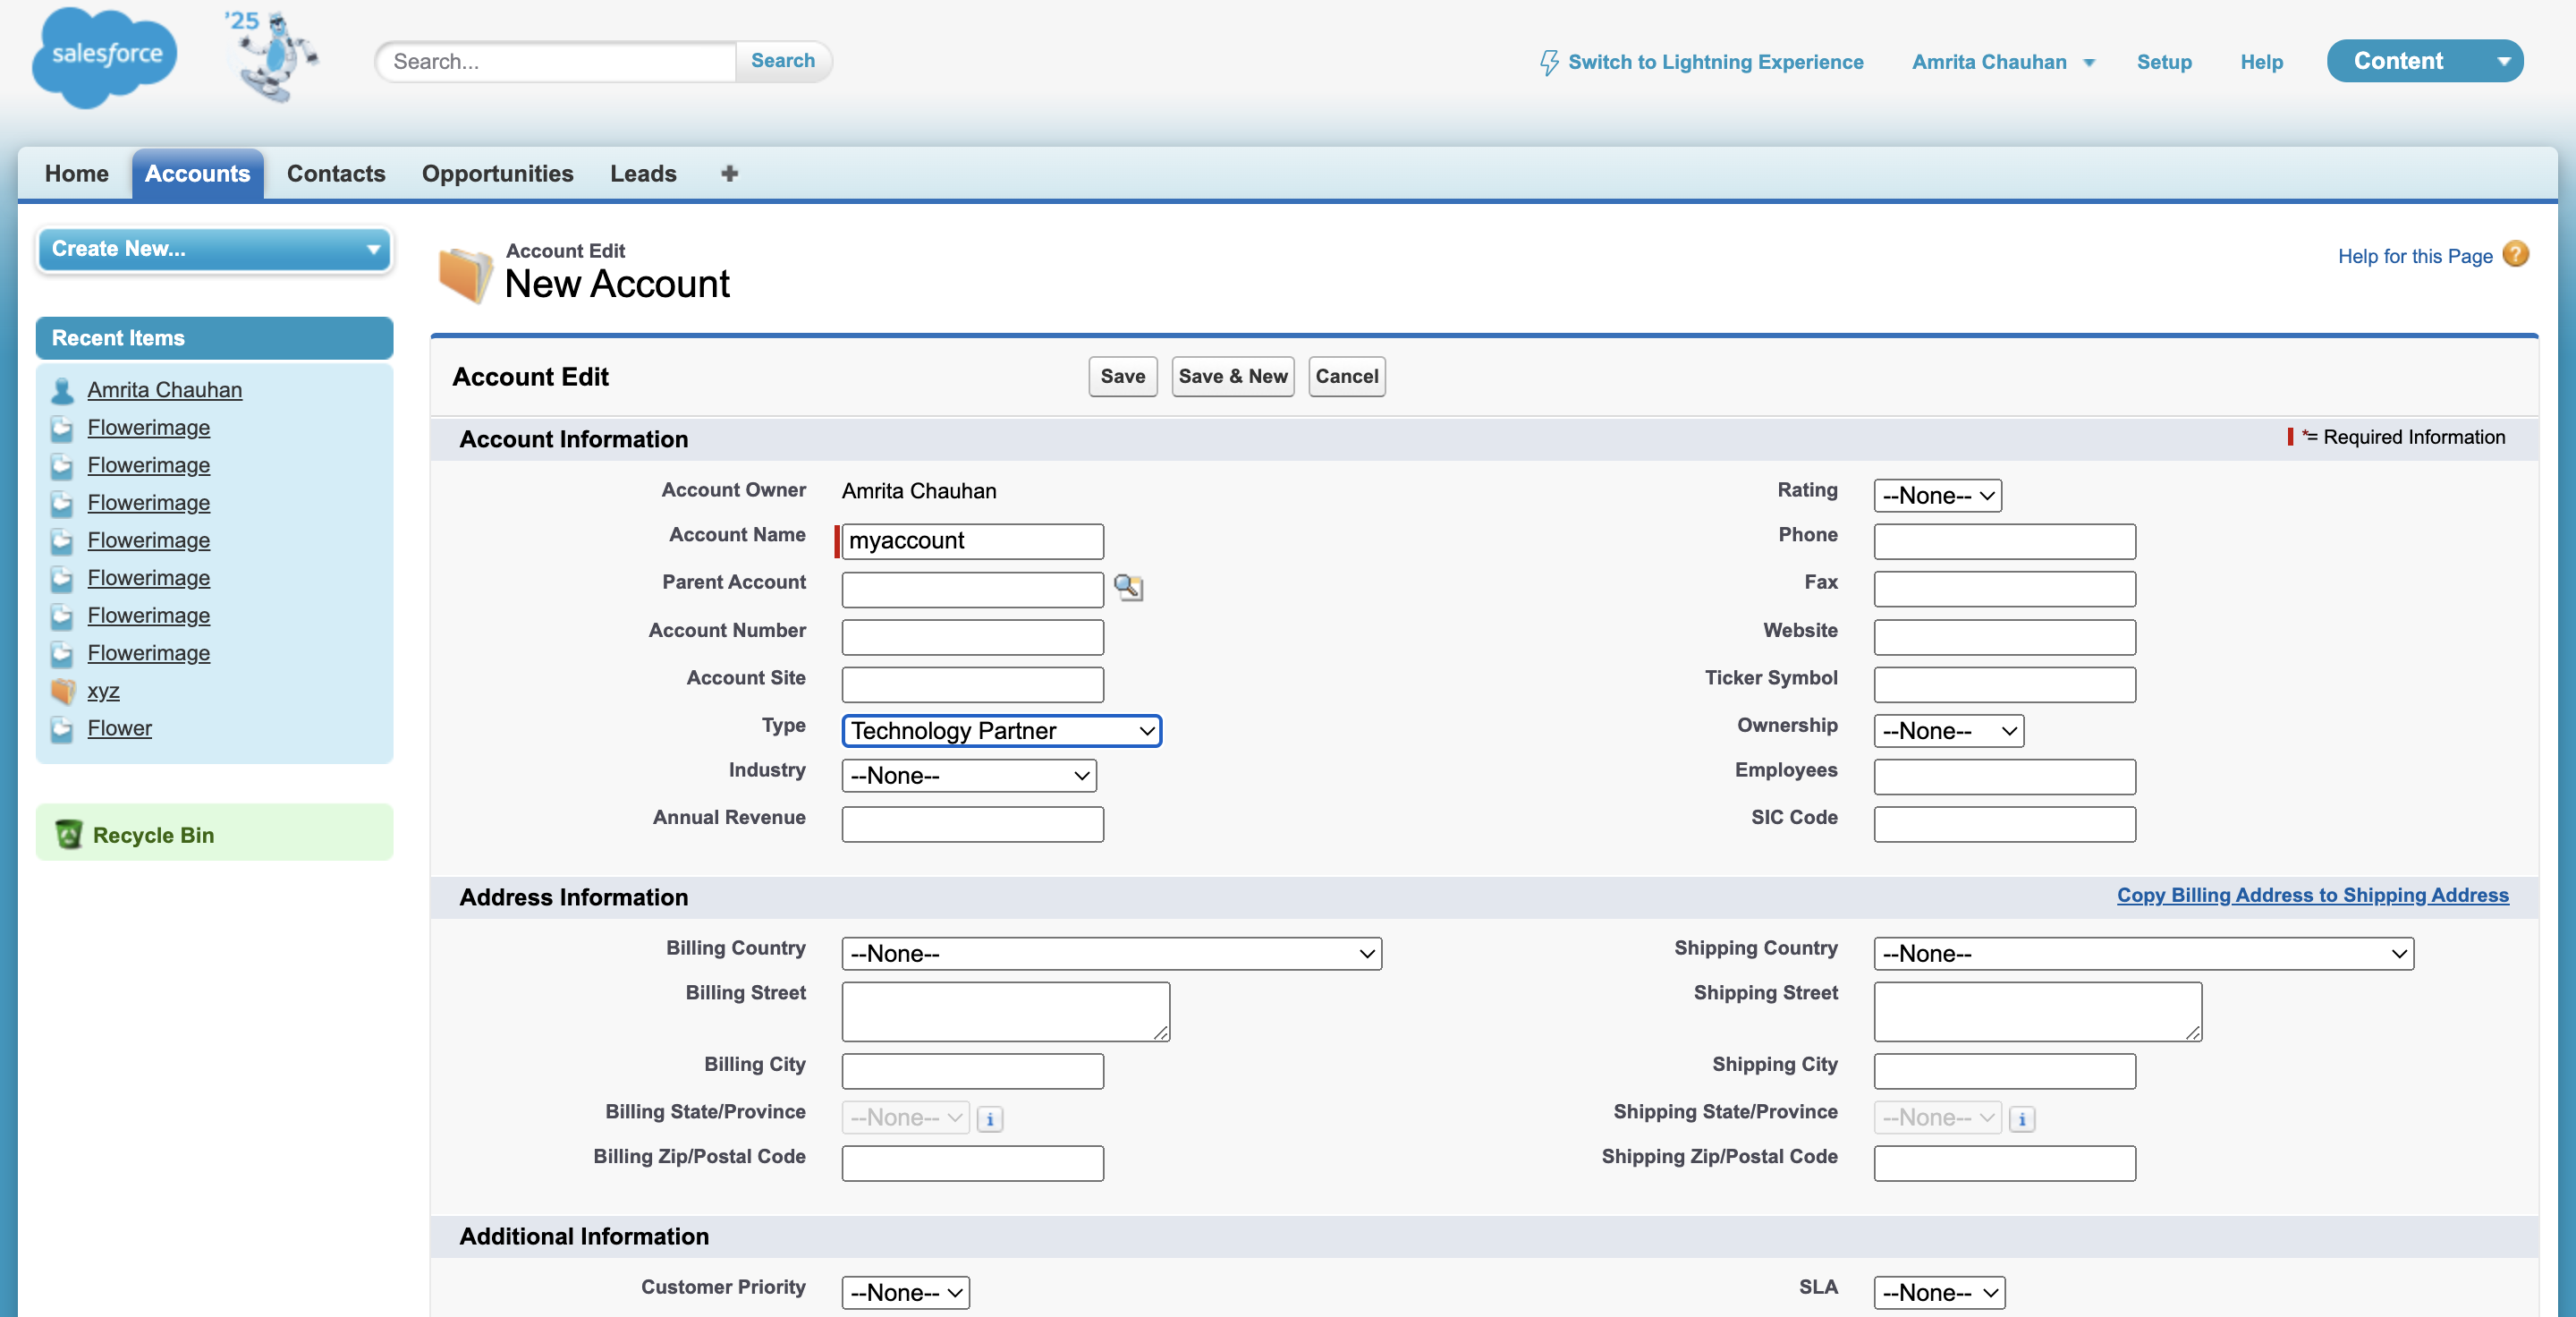 salesforce
'25
Search...
Search
Switch to Lightning Experience
Amrita Chauhan
Setup
Help
Content
Home
Accounts
Contacts
Opportunities
Leads
Create New...
Recent Items
Amrita Chauhan
Flowerimage
Flowerimage
Flowerimage
Flowerimage
Flowerimage
Flowerimage
Flowerimage
xyz
Flower
Recycle Bin
Account Edit
New Account
Help for this Page ?
Account Edit
Save
Save & New
Cancel
Account Information
*= Required Information
Account Owner Amrita Chauhan
Rating --None--
Account Name myaccount
Phone
Parent Account
Fax
Account Number
Website
Account Site
Ticker Symbol
Type Technology Partner
Ownership --None--
Industry --None--
Employees
Annual Revenue
SIC Code
Address Information
Copy Billing Address to Shipping Address
Billing Country --None--
Shipping Country --None--
Billing Street
Shipping Street
Billing City
Shipping City
Billing State/Province --None-- i
Shipping State/Province --None-- i
Billing Zip/Postal Code
Shipping Zip/Postal Code
Additional Information
Customer Priority --None--
SLA --None--